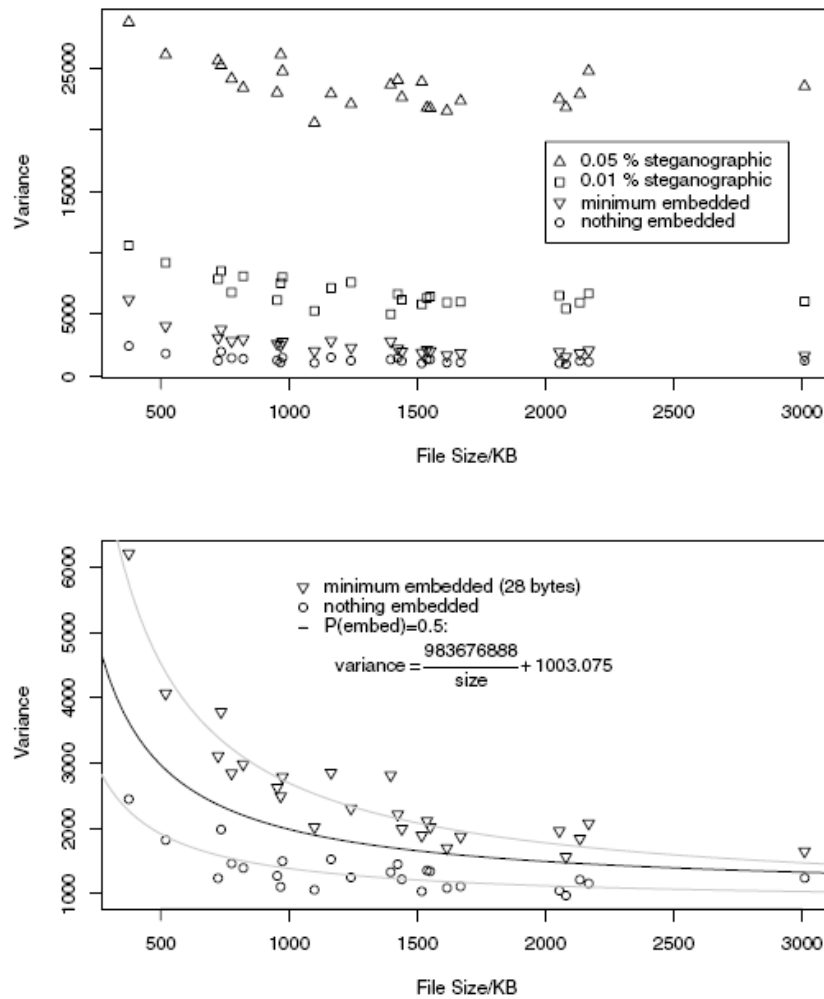 25000
15000
5000
0
Variance
0.05 % steganographic
0.01 % steganographic
minimum embedded
nothing embedded
500 1000 1500 2000 2500 3000
File Size/KB
6000
5000
4000
3000
2000
1000
Variance
minimum embedded (28 bytes)
nothing embedded
P(embed)=0.5:
variance = 983676888 / size + 1003.075
500 1000 1500 2000 2500 3000
File Size/KB